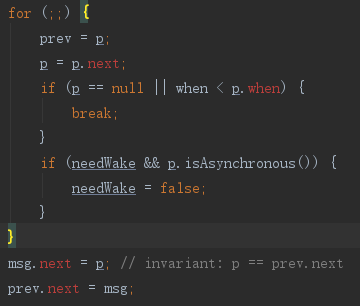 for (;;) {
prev = p;
p = p.next;
if (p == null || when < p.when) {
break;
}
if (needWake && p.isAsynchronous()) {
needWake = false;
}
}
msg.next = p; // invariant: p == prev.next
prev.next = msg;